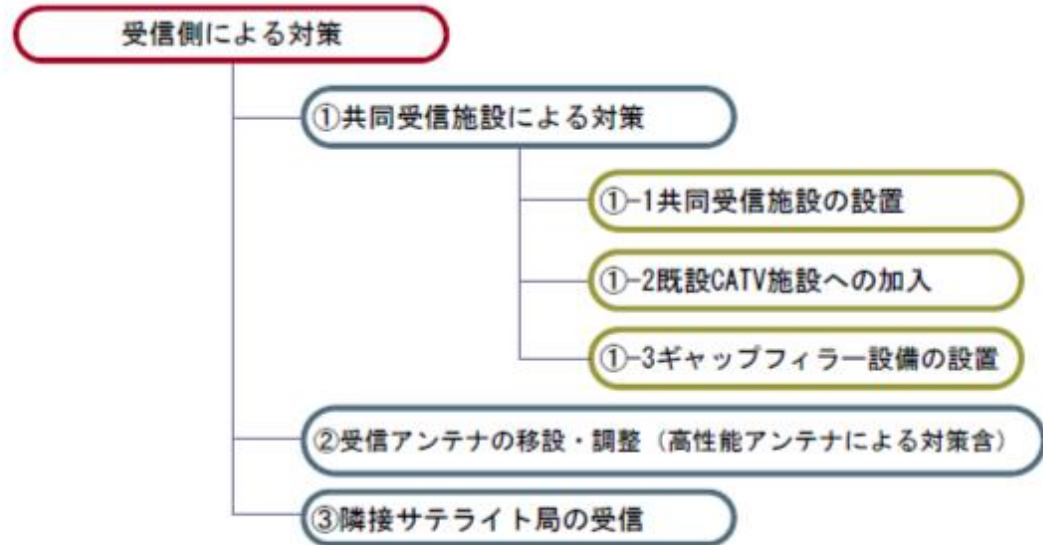 受信側による対策
①共同受信施設による対策
①-1共同受信施設の設置
①-2既設CATV施設への加入
①-3ギャップフィラー設備の設置
②受信アンテナの移設・調整（高性能アンテナによる対策含）
③隣接サテライト局の受信